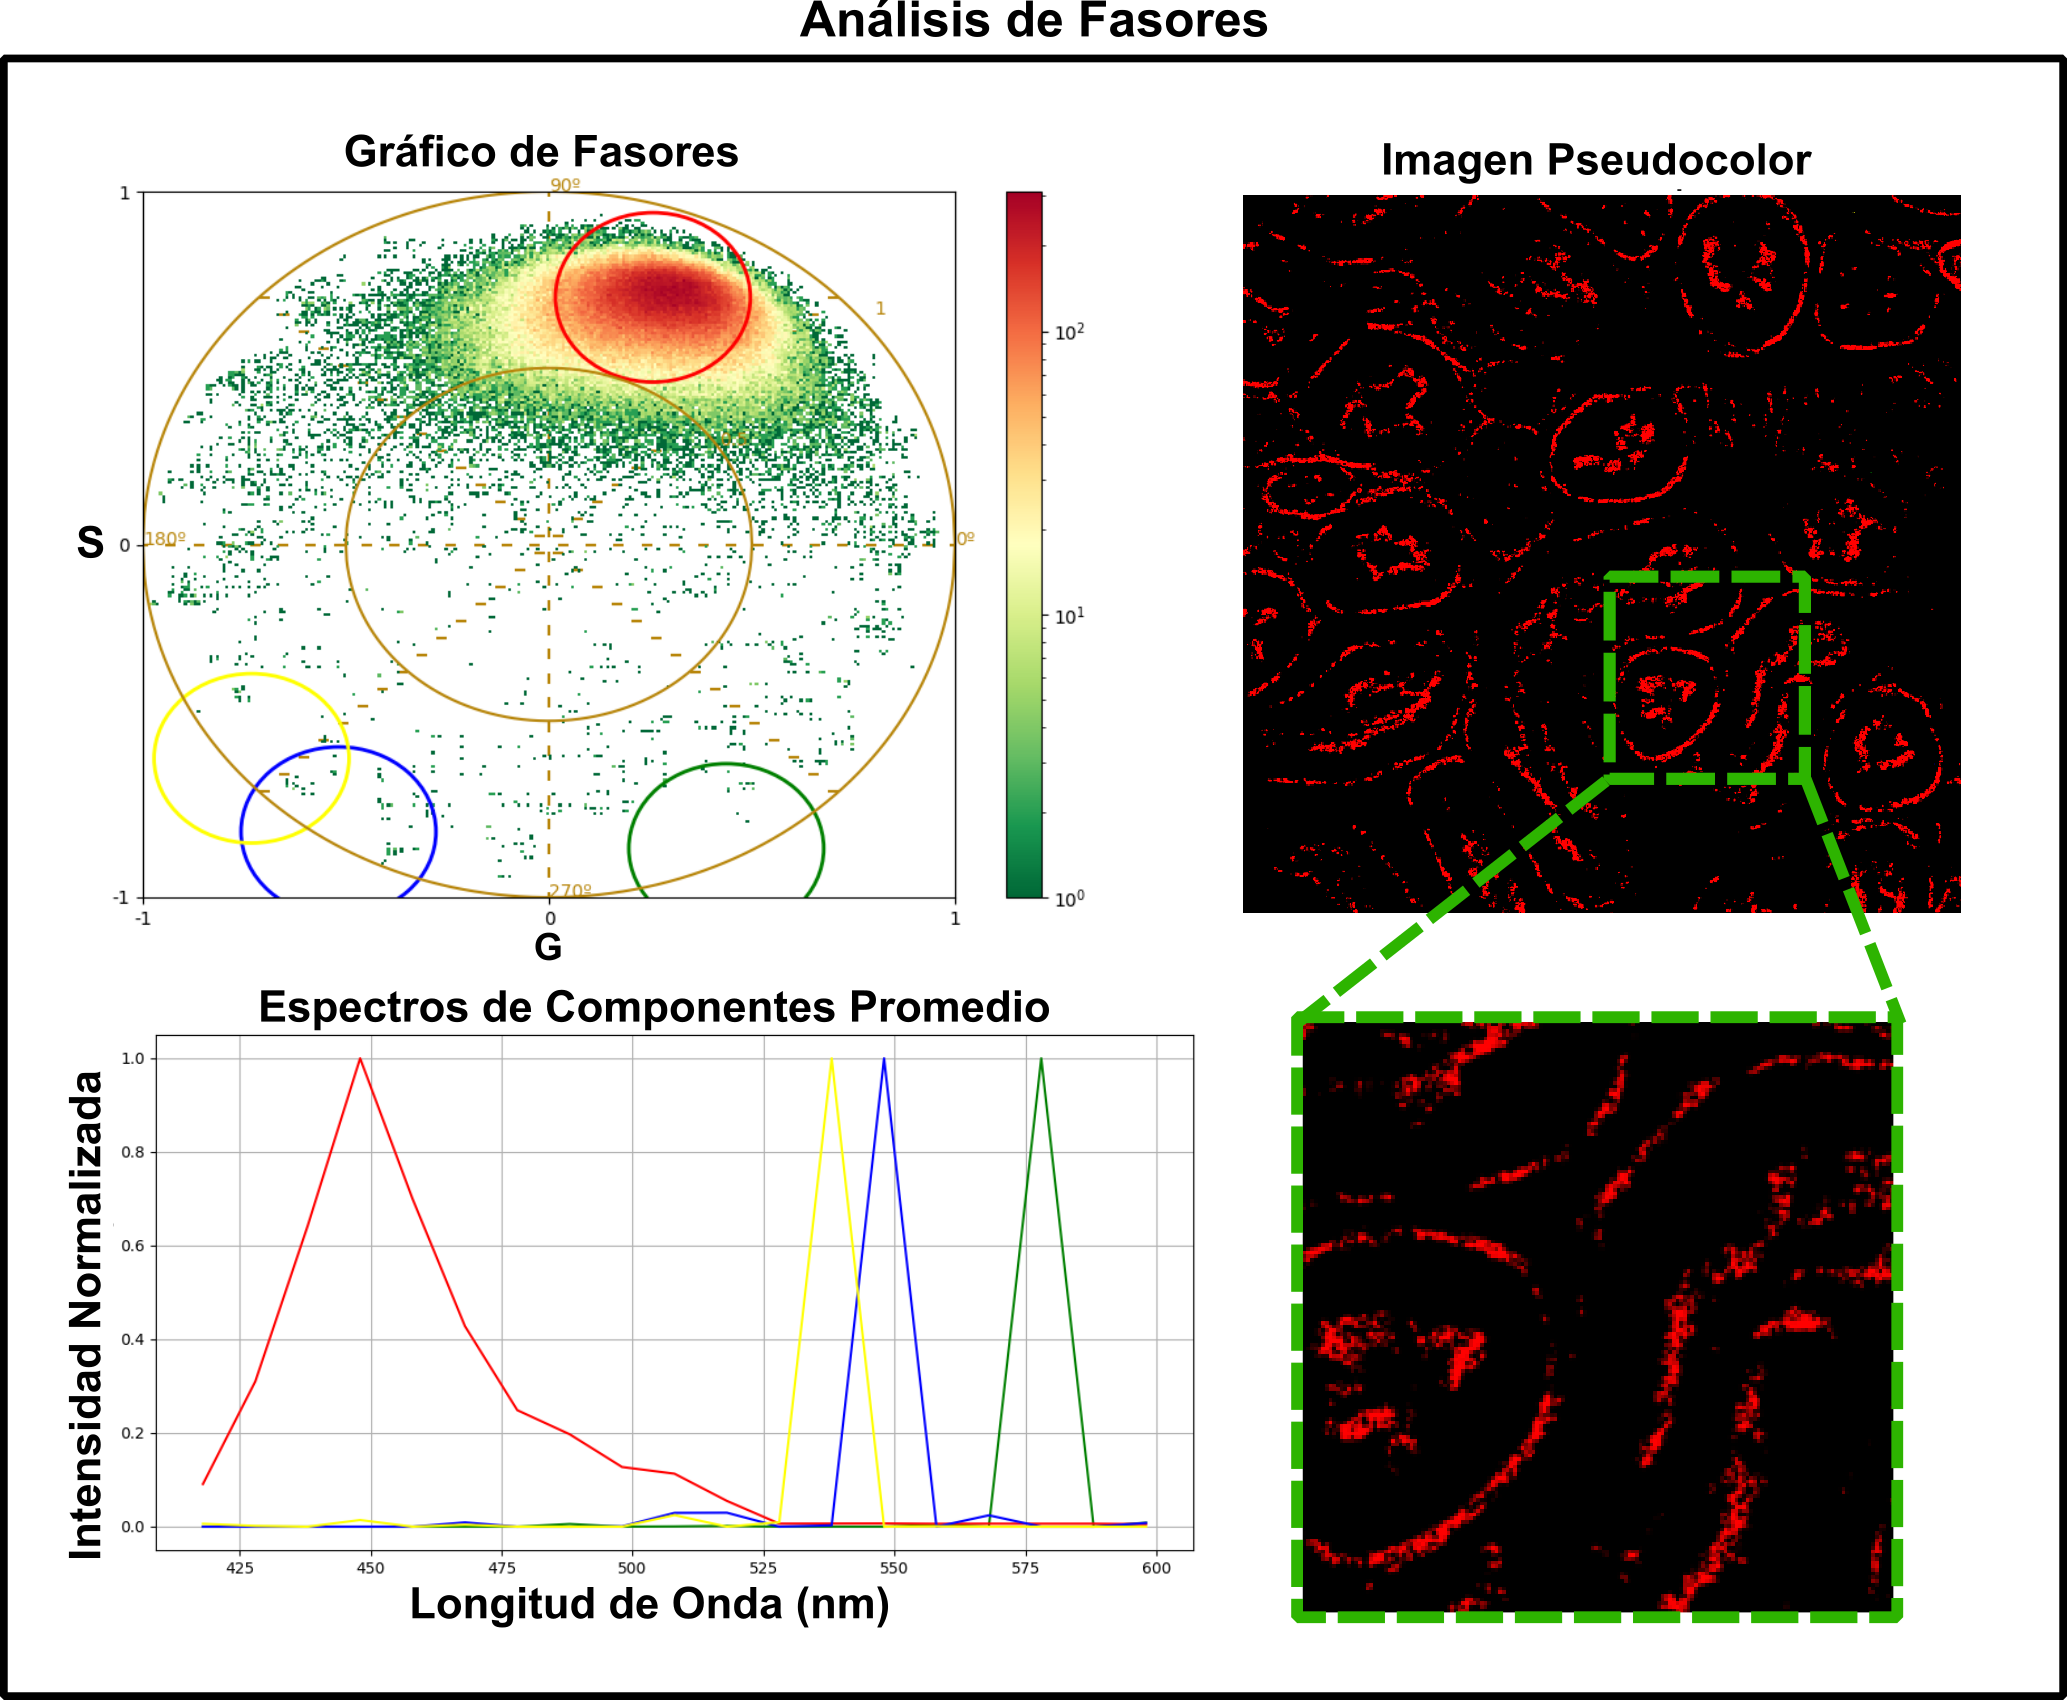 Análisis de Fasores
Gráfico de Fasores
Imagen Pseudocolor
90º
1
1
10²
0.5
S
0
180º
0º
10¹
-1
270º
10⁰
-1
0
1
G
Espectros de Componentes Promedio
Intensidad Normalizada
1.0
0.8
0.6
0.4
0.2
0.0
425
450
475
500
525
550
575
600
Longitud de Onda (nm)